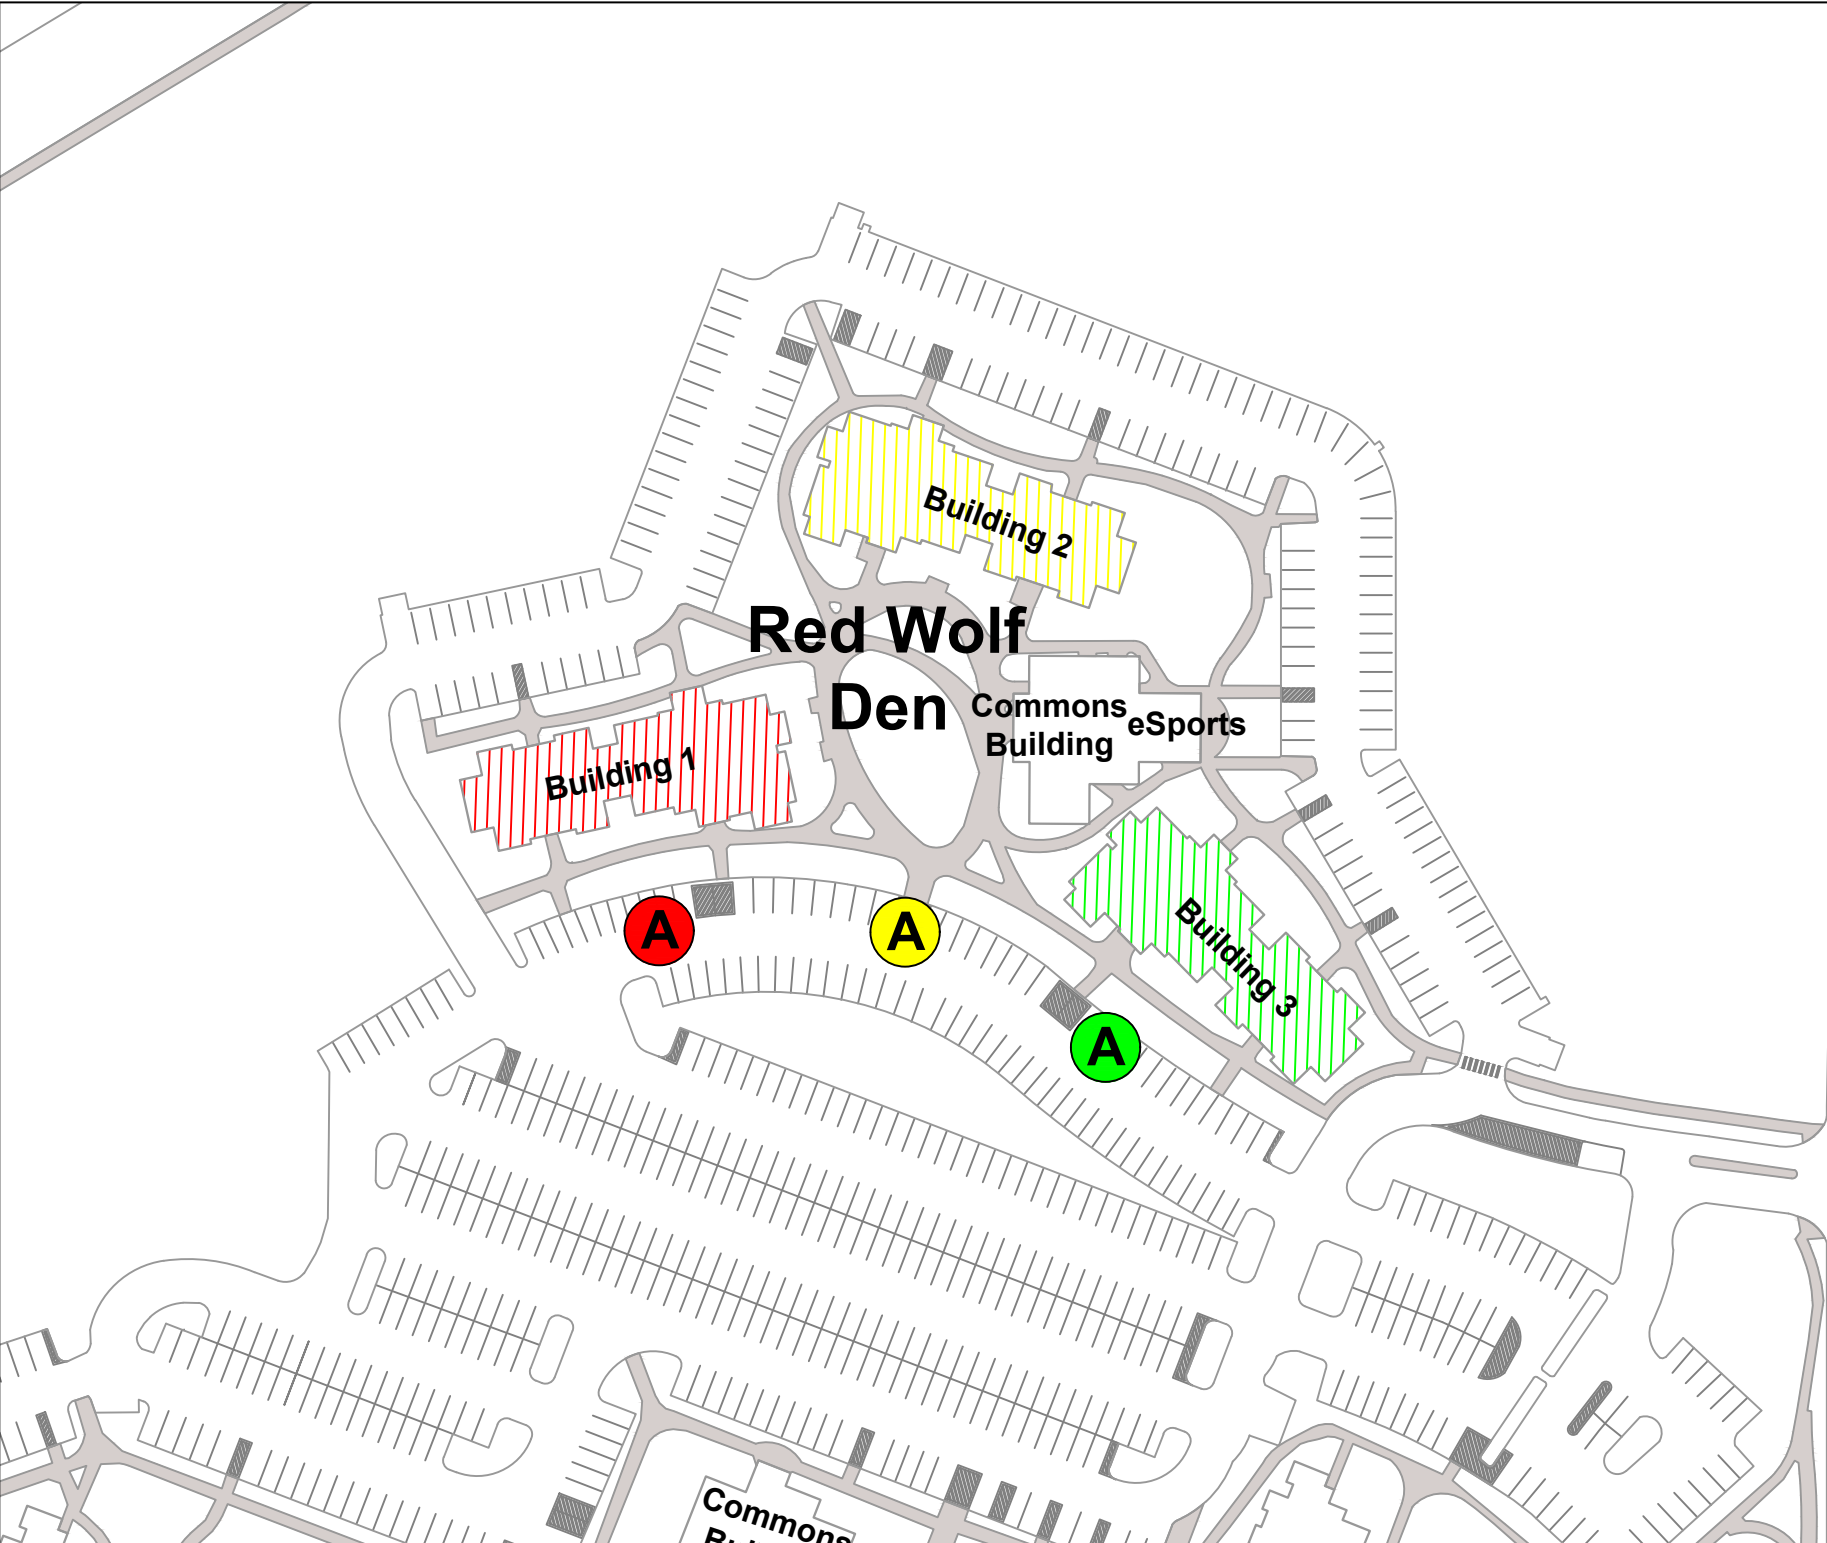 Building 2
Red Wolf
Den
Commons
Building
eSports
Building 1
Building 3
A
A
A
Commons